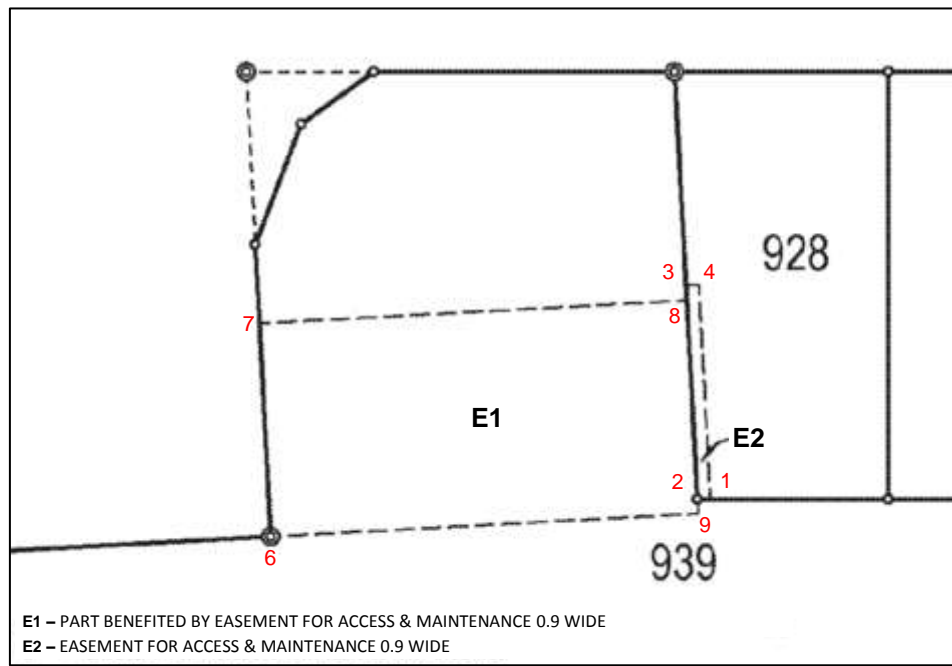 928
3
4
7
8
E1
E2
2
1
9
6
939
E1 – PART BENEFITED BY EASEMENT FOR ACCESS & MAINTENANCE 0.9 WIDE
E2 – EASEMENT FOR ACCESS & MAINTENANCE 0.9 WIDE